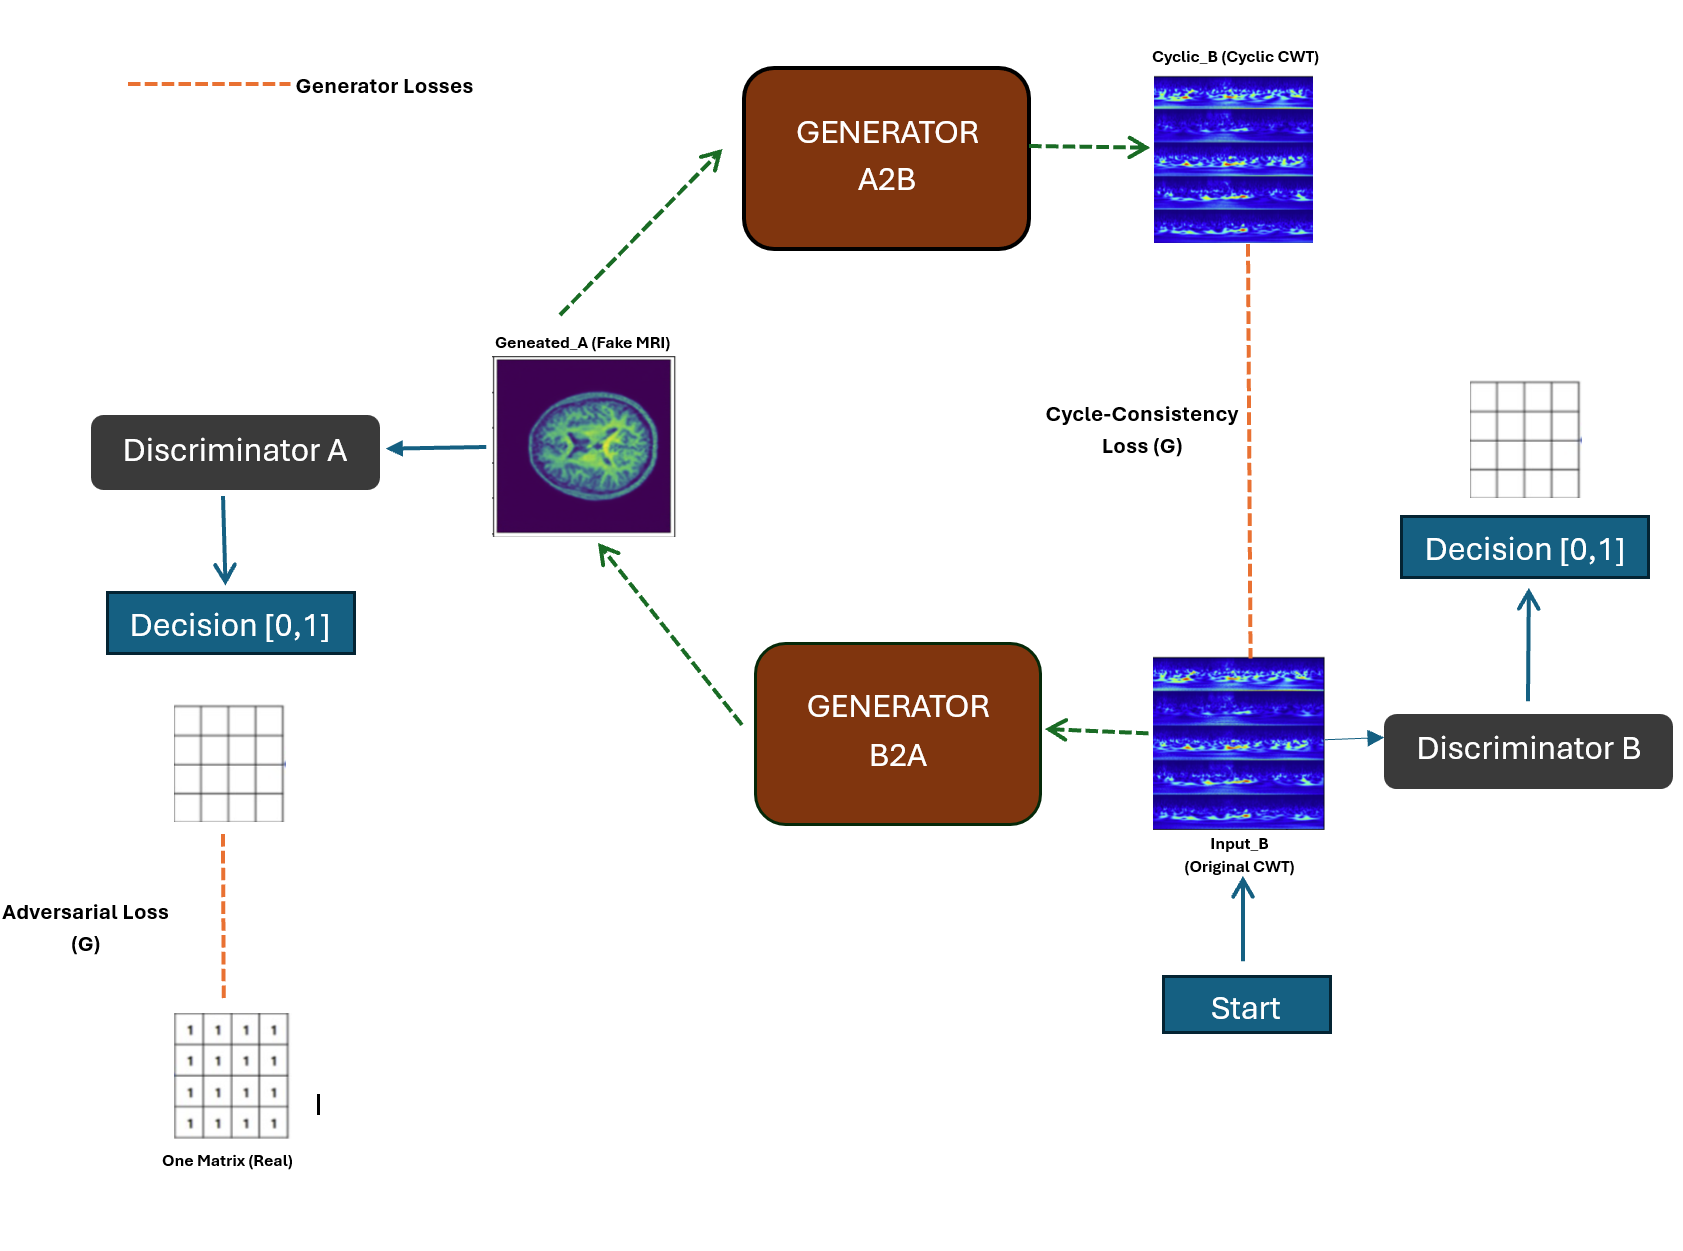 Cyclic_B (Cyclic CWT)
Generator Losses
GENERATOR
A2B
Geneated_A (Fake MRI)
Discriminator A
Cycle-Consistency
Loss (G)
Decision [0,1]
Decision [0,1]
GENERATOR
B2A
Discriminator B
Input_B
(Original CWT)
Adversarial Loss
(G)
Start
1 1 1 1
1 1 1 1
1 1 1 1
1 1 1 1
One Matrix (Real)